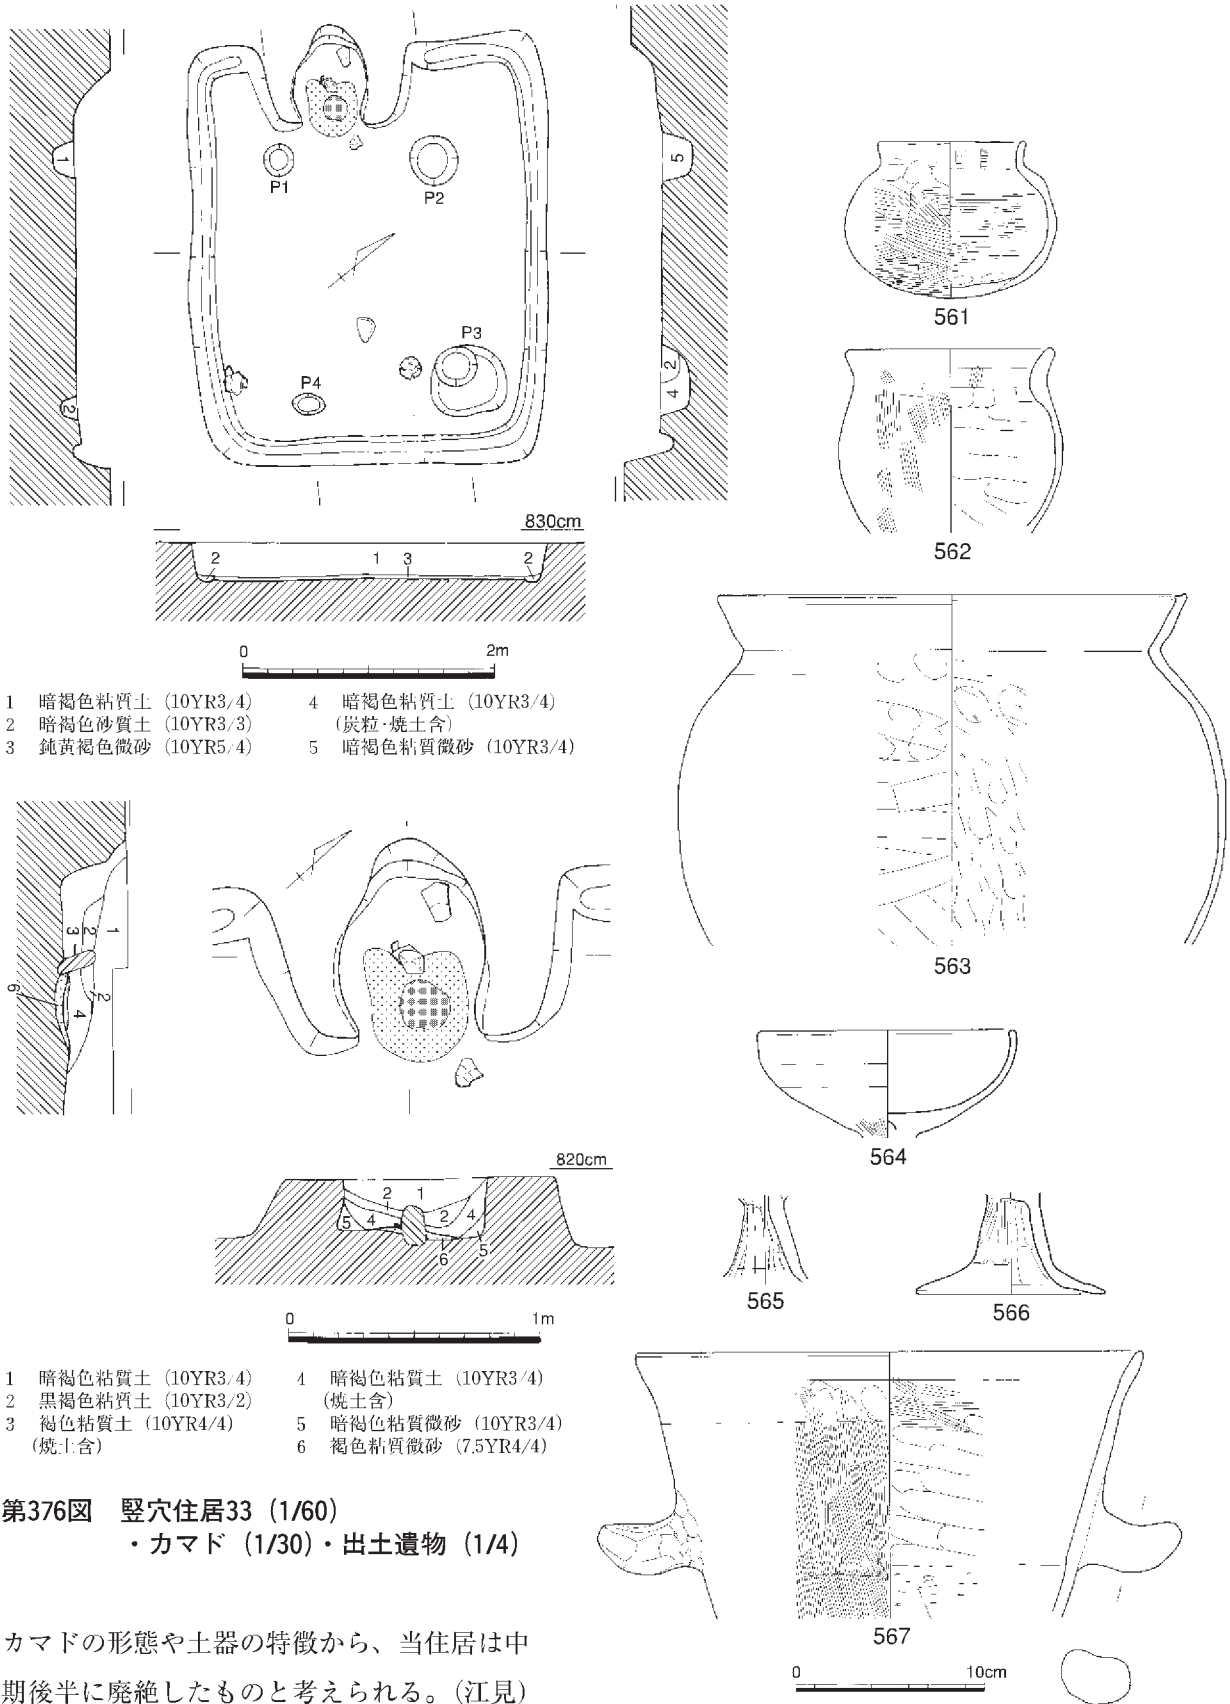 P1
P2
P3
P4
1
2
5
2
4
830cm
2
1
3
2
0
2m
1 暗褐色粘質土 (10YR3/4)
2 暗褐色砂質土 (10YR3/3)
3 鈍黄褐色微砂 (10YR5/4)
4 暗褐色粘質土 (10YR3/4)
(炭粒・焼土含)
5 暗褐色粘質微砂 (10YR3/4)
3
2
1
6
4
2
820cm
2
1
5
4
2
4
6
5
0
1m
1 暗褐色粘質土 (10YR3/4)
2 黒褐色粘質土 (10YR3/2)
3 褐色粘質土 (10YR4/4)
(焼土含)
4 暗褐色粘質土 (10YR3/4)
(焼土含)
5 暗褐色粘質微砂 (10YR3/4)
6 褐色粘質微砂 (7.5YR4/4)
第376図 竪穴住居33 (1/60)
・カマド (1/30)・出土遺物 (1/4)
カマドの形態や土器の特徴から、当住居は中
期後半に廃絶したものと考えられる。(江見)
561
562
563
564
565
566
567
0
10cm